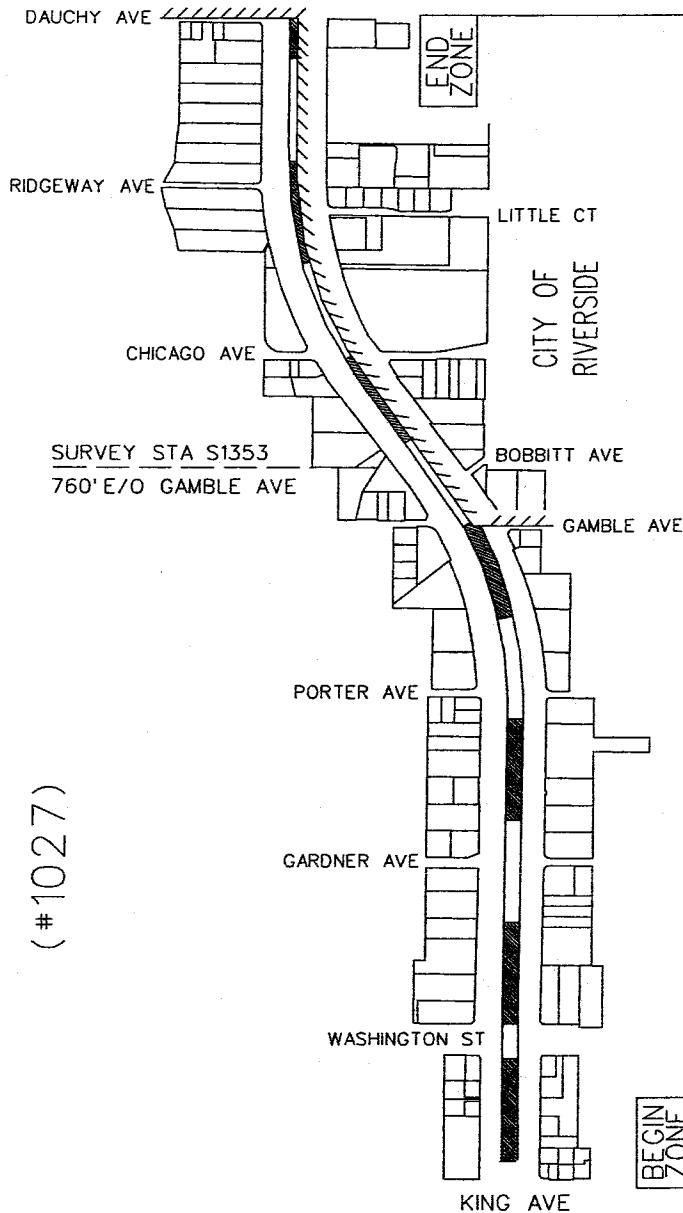 DAUCHY AVE
END
ZONE
RIDGEWAY AVE
LITTLE CT
CITY OF
RIVERSIDE
CHICAGO AVE
SURVEY STA S1353
760' E/O GAMBLE AVE
BOBBITT AVE
GAMBLE AVE
PORTER AVE
(#1027)
GARDNER AVE
WASHINGTON ST
BEGIN
ZONE
KING AVE